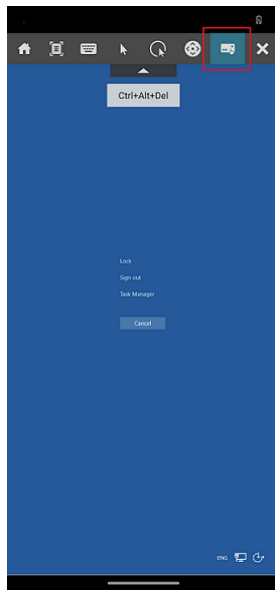 Ctrl+Alt+Del
Lock
Sign out
Task Manager
Cancel
ENG